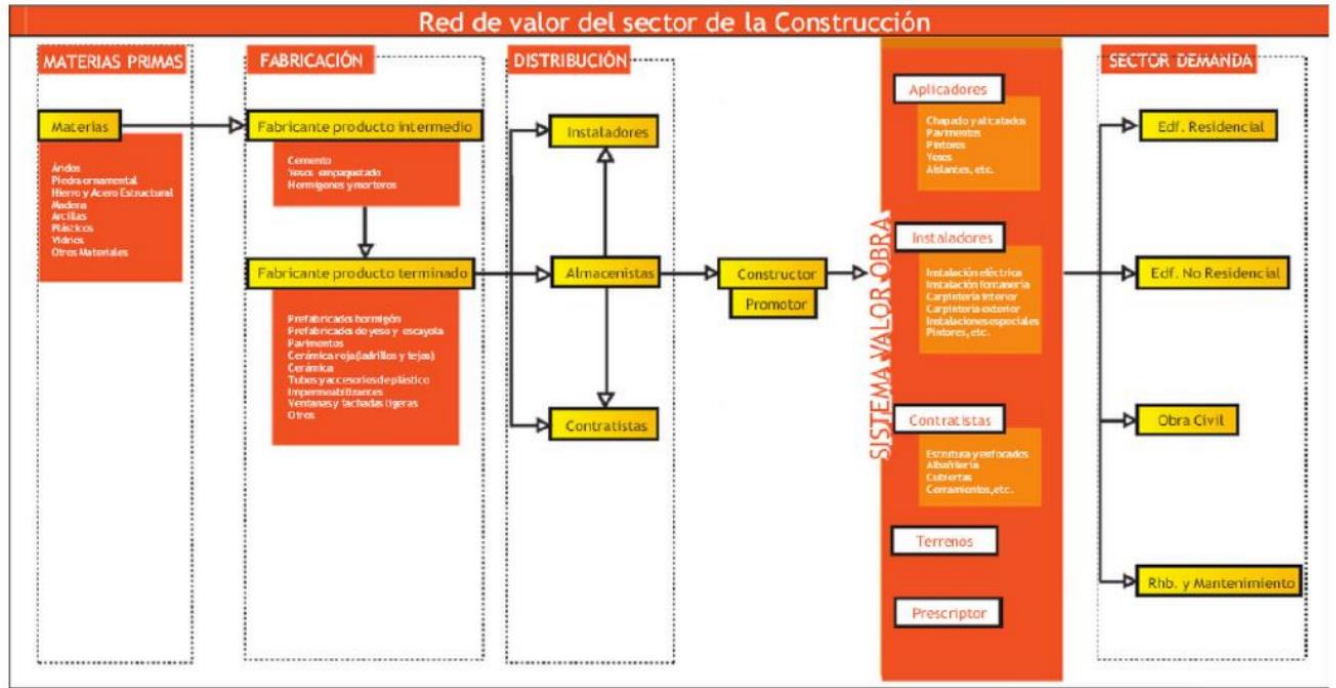 Red de valor del sector de la Construcción
MATERIAS PRIMAS
Materias
Áridos
Piedra ornamental
Hierro y Acero Estructural
Madera
Arcillas
Plásticos
Vidrios
Otros Materiales
FABRICACIÓN
Fabricante producto intermedio
Cemento
Yesos empaquetado
Hormigones y morteros
Fabricante producto terminado
Prefabricados hormigón
Prefabricados de yeso y escayola
Pavimentos
Cerámica roja (ladrillos y tejas)
Cerámica
Tubos y accesorios de plástico
Impermeabilizantes
Ventanas y fachadas ligeras
Otros
DISTRIBUCIÓN
Instaladores
Almacenistas
Contratistas
Constructor
Promotor
SISTEMA VALOR OBRA
Aplicadores
Chapado y alicatados
Pavimentos
Pintores
Yesos
Aislantes, etc.
Instaladores
Instalación eléctrica
Instalación fontanería
Carpintería interior
Carpintería exterior
Instalaciones especiales
Pintores, etc.
Contratistas
Estrutura y enfocados
Albañilería
Cubiertas
Cerramientos, etc.
Terrenos
Prescriptor
SECTOR DEMANDA
Edf. Residencial
Edf. No Residencial
Obra Civil
Rhb. y Mantenimiento